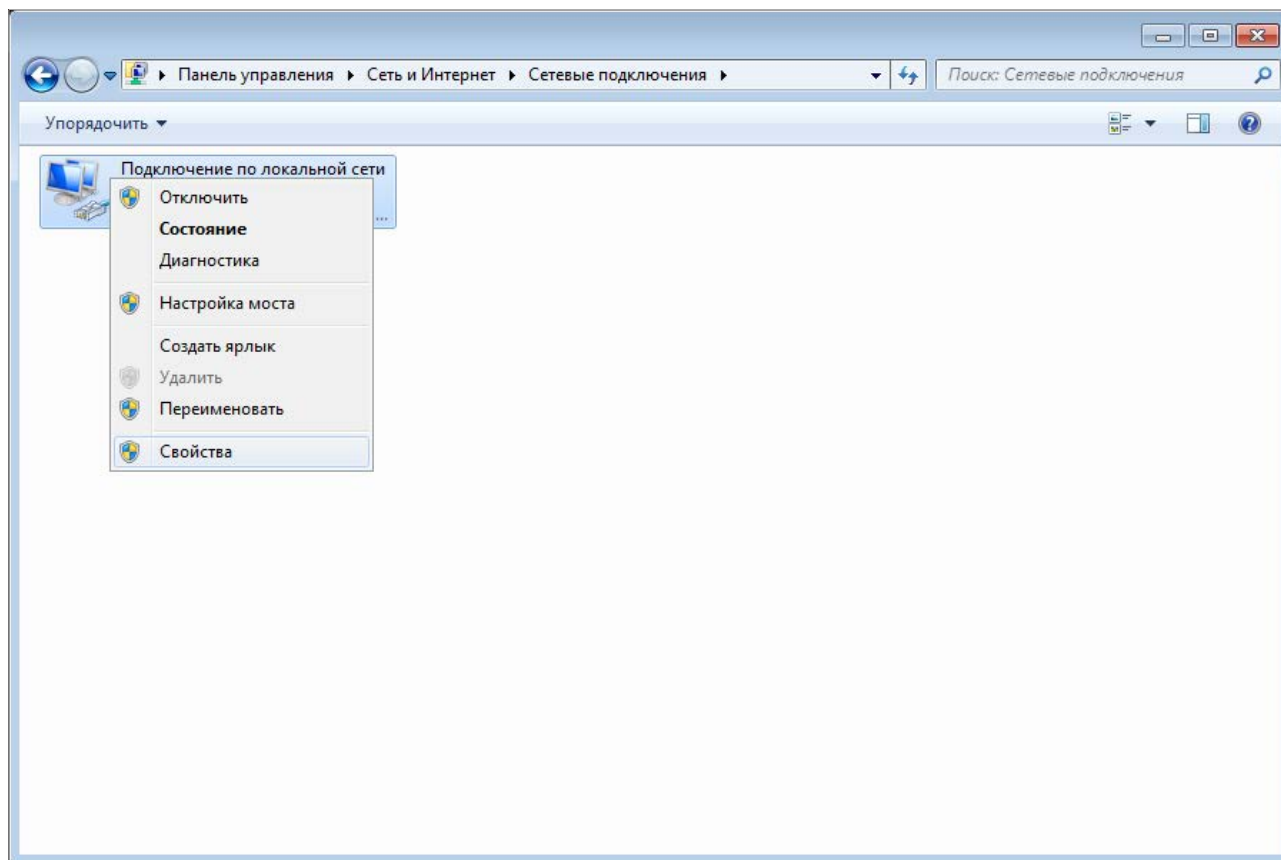 Панель управления Сеть и Интернет Сетевые подключения Поиск: Сетевые подключения
Упорядочить
Подключение по локальной сети
...
Отключить
Состояние
Диагностика
Настройка моста
Создать ярлык
Удалить
Переименовать
Свойства